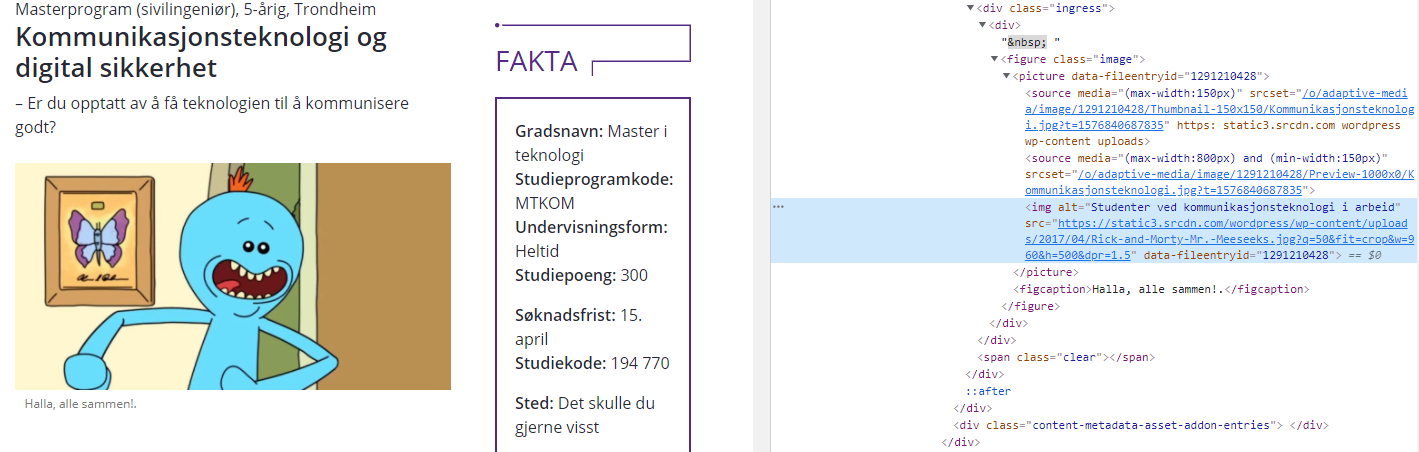 Masterprogram (sivilingeniør), 5-årig, Trondheim
Kommunikasjonsteknologi og
digital sikkerhet
– Er du opptatt av å få teknologien til å kommunisere
godt?
Halla, alle sammen!.
FAKTA
Gradsnavn: Master i
teknologi
Studieprogramkode:
MTKOM
Undervisningsform:
Heltid
Studiepoeng: 300
Søknadsfrist: 15.
april
Studiekode: 194 770
Sted: Det skulle du
gjerne visst
▼<div class="ingress">
▼<div>
"&nbsp; "
▼<figure class="image">
▼<picture data-fileentryid="1291210428">
<source media="(max-width:150px)" srcset="/o/adaptive-medi
a/image/1291210428/Thumbnail-150x150/Kommunikasjonsteknolog
i.jpg?t=1576840687835" https: static3.srcdn.com wordpress
wp-content uploads>
<source media="(max-width:800px) and (min-width:150px)"
srcset="/o/adaptive-media/image/1291210428/Preview-1000x0/K
ommunikasjonsteknologi.jpg?t=1576840687835">
<img alt="Studenter ved kommunikasjonsteknologi i arbeid"
src="https://static3.srcdn.com/wordpress/wp-content/upload
s/2017/04/Rick-and-Morty-Mr.-Meeseeks.jpg?q=50&fit=crop&w=9
60&h=500&dpr=1.5" data-fileentryid="1291210428"> == $0
</picture>
<figcaption>Halla, alle sammen!.</figcaption>
</figure>
</div>
</div>
<span class="clear"></span>
</div>
::after
</div>
<div class="content-metadata-asset-addon-entries"> </div>
</div>